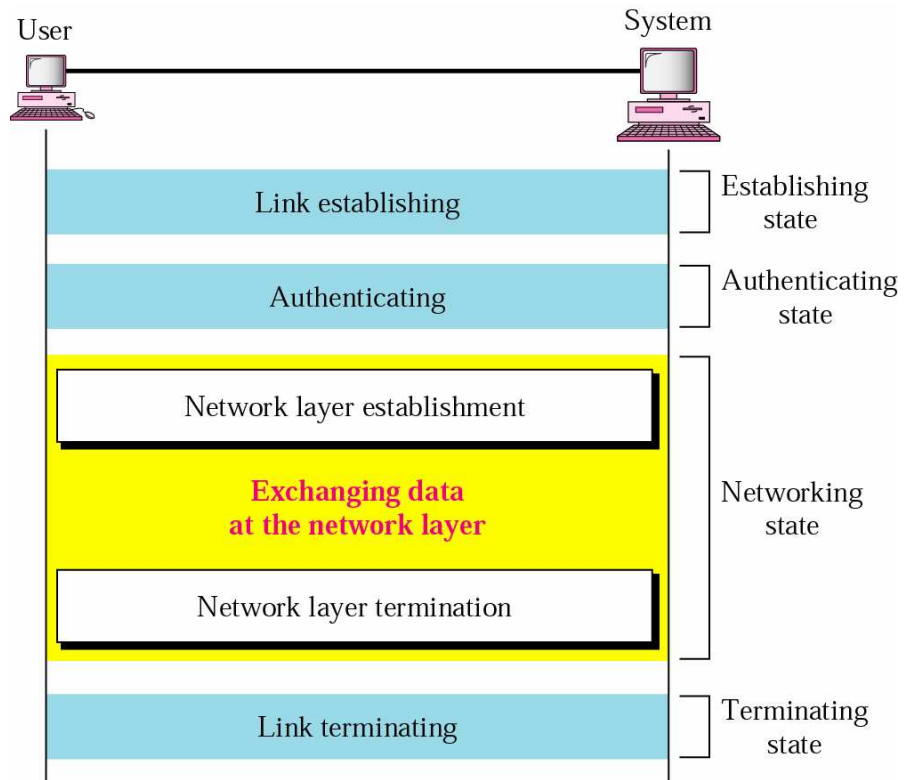 User
System
Link establishing
Establishing
state
Authenticating
Authenticating
state
Network layer establishment
Exchanging data
at the network layer
Networking
state
Network layer termination
Link terminating
Terminating
state